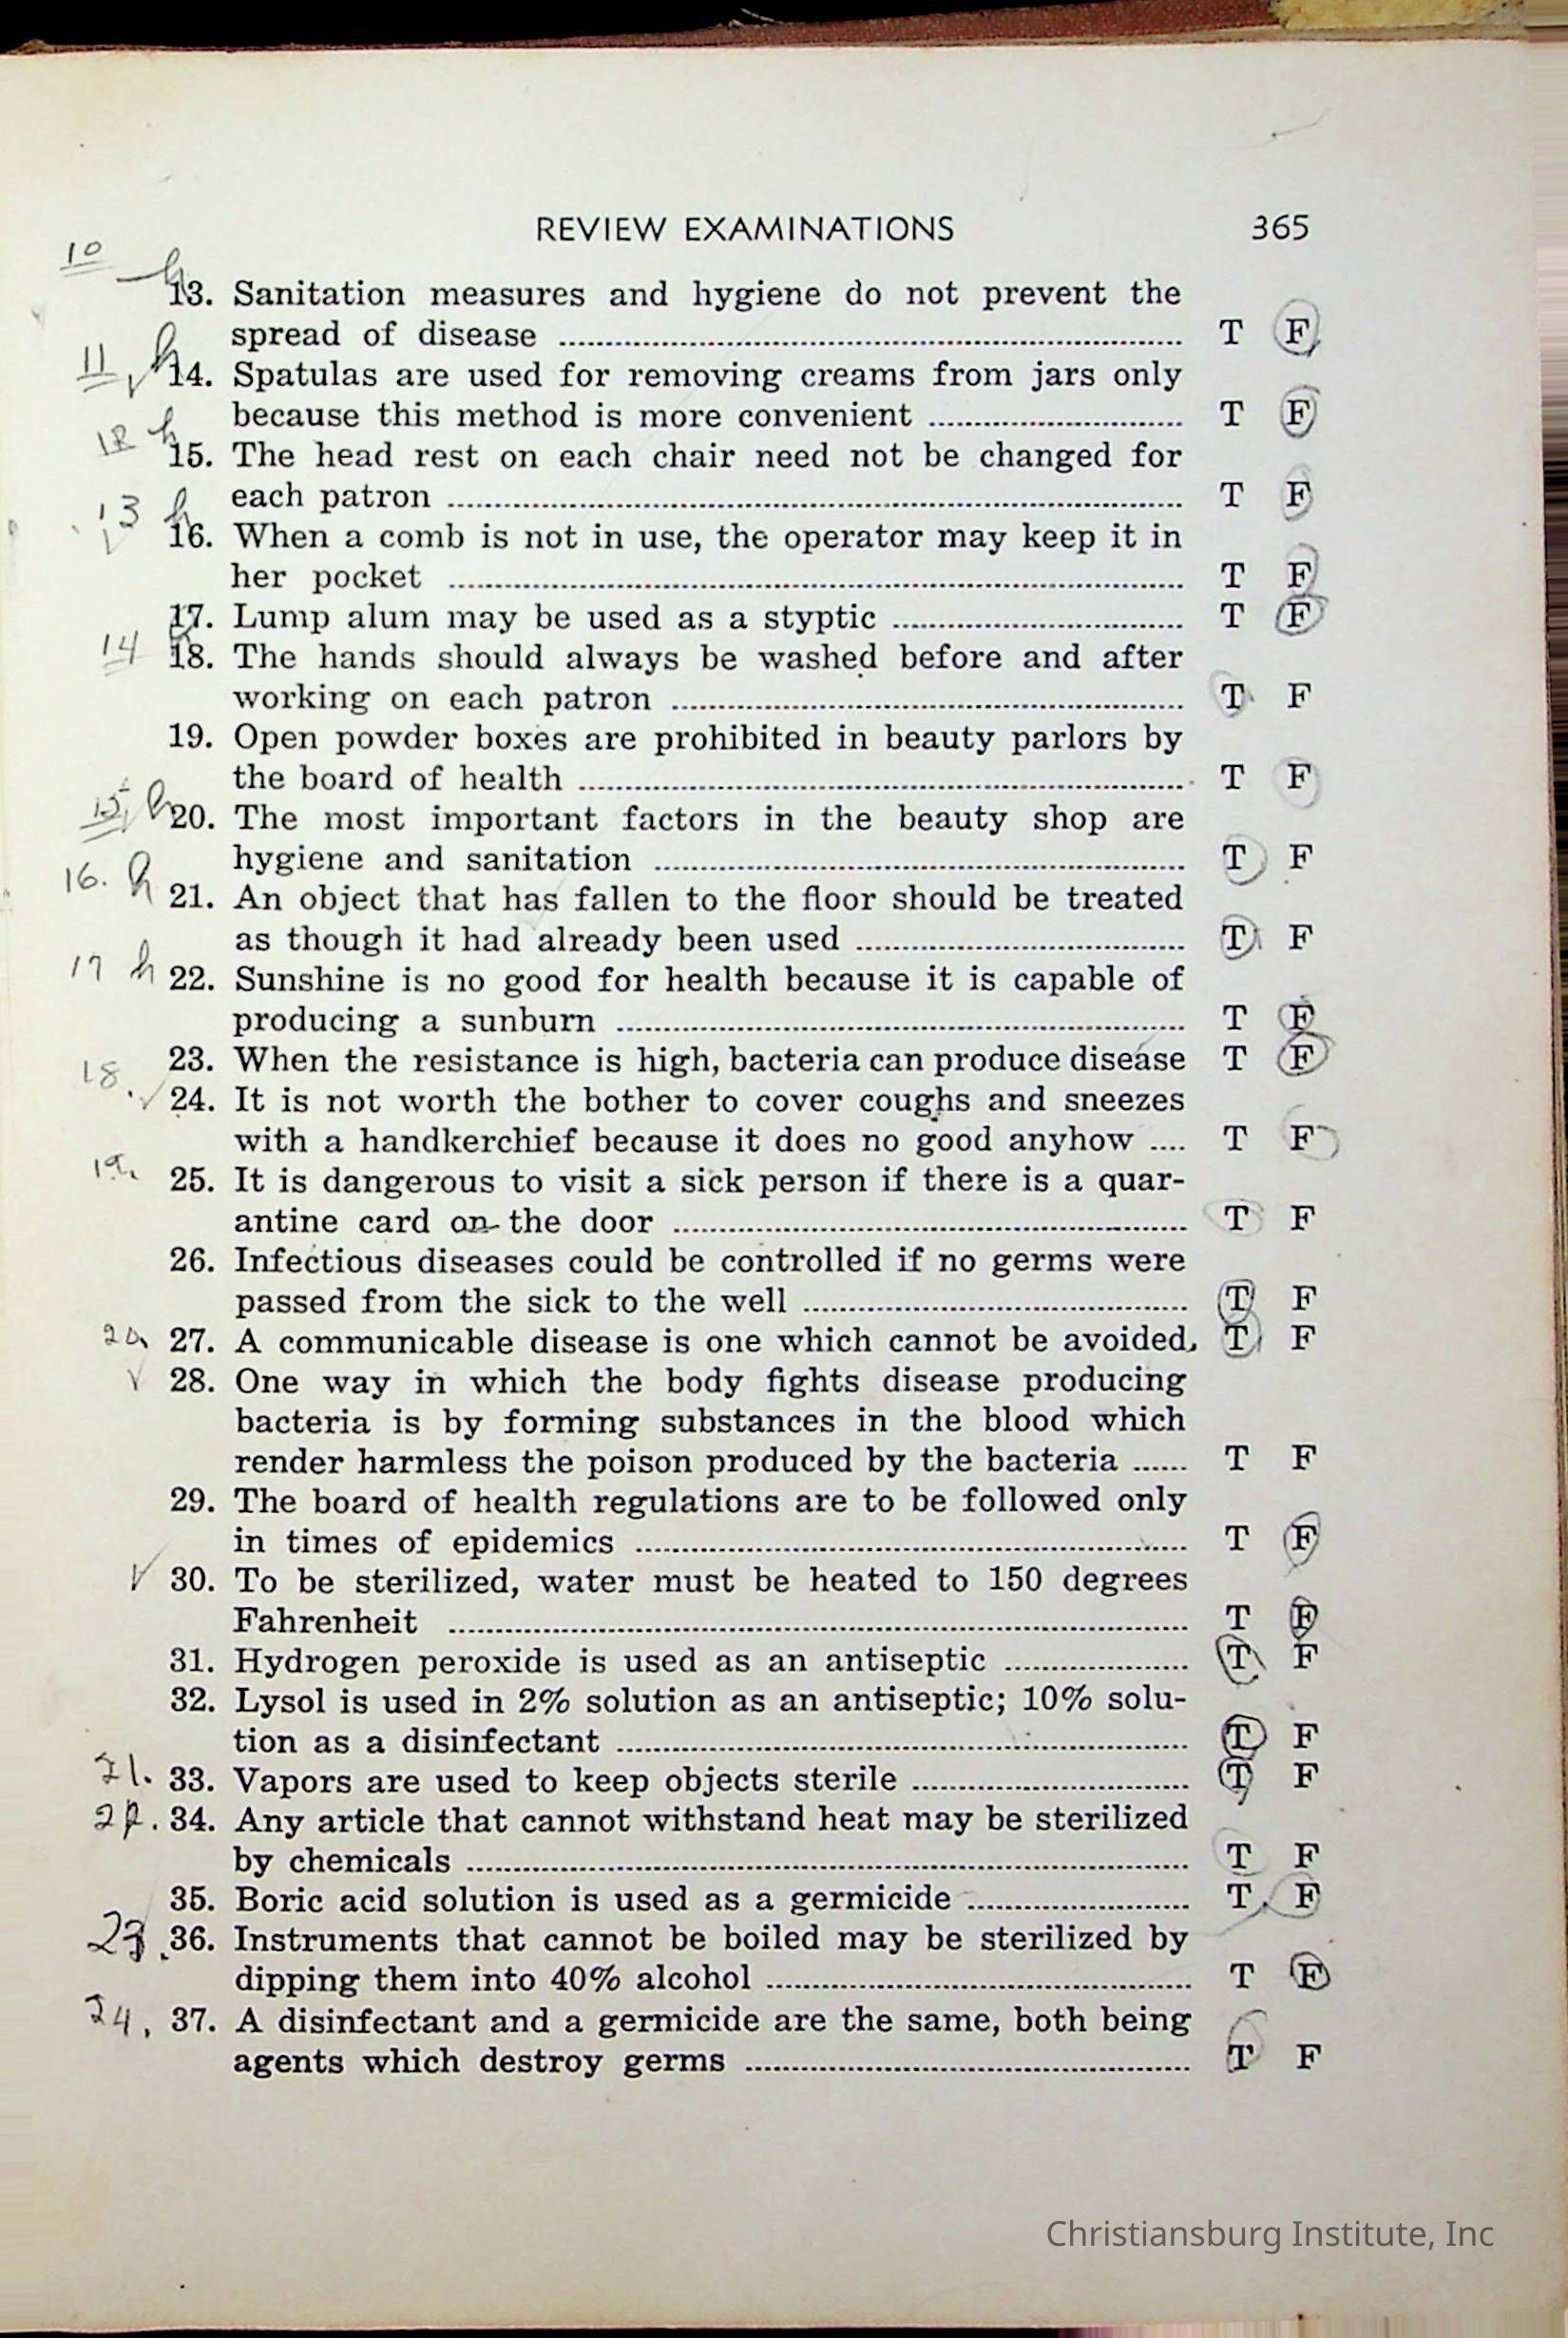 REVIEW EXAMINATIONS 365
10 h
13. Sanitation measures and hygiene do not prevent the
spread of disease T F
11 h
14. Spatulas are used for removing creams from jars only
because this method is more convenient T F
12 h
15. The head rest on each chair need not be changed for
each patron T F
13 h
16. When a comb is not in use, the operator may keep it in
her pocket T F
17. Lump alum may be used as a styptic T F
14
18. The hands should always be washed before and after
working on each patron T F
19. Open powder boxes are prohibited in beauty parlors by
the board of health T F
15. h
20. The most important factors in the beauty shop are
hygiene and sanitation T F
16. h
21. An object that has fallen to the floor should be treated
as though it had already been used T F
17 h
22. Sunshine is no good for health because it is capable of
producing a sunburn T F
23. When the resistance is high, bacteria can produce disease T F
18.
24. It is not worth the bother to cover coughs and sneezes
with a handkerchief because it does no good anyhow .... T F
19.
25. It is dangerous to visit a sick person if there is a quar-
antine card on the door T F
26. Infectious diseases could be controlled if no germs were
passed from the sick to the well T F
20.
27. A communicable disease is one which cannot be avoided. T F
28. One way in which the body fights disease producing
bacteria is by forming substances in the blood which
render harmless the poison produced by the bacteria ...... T F
29. The board of health regulations are to be followed only
in times of epidemics T F
30. To be sterilized, water must be heated to 150 degrees
Fahrenheit T F
31. Hydrogen peroxide is used as an antiseptic T F
32. Lysol is used in 2% solution as an antiseptic; 10% solu-
tion as a disinfectant T F
21.
33. Vapors are used to keep objects sterile T F
22.
34. Any article that cannot withstand heat may be sterilized
by chemicals T F
35. Boric acid solution is used as a germicide T F
23.
36. Instruments that cannot be boiled may be sterilized by
dipping them into 40% alcohol T F
24.
37. A disinfectant and a germicide are the same, both being
agents which destroy germs T F
Christiansburg Institute, Inc